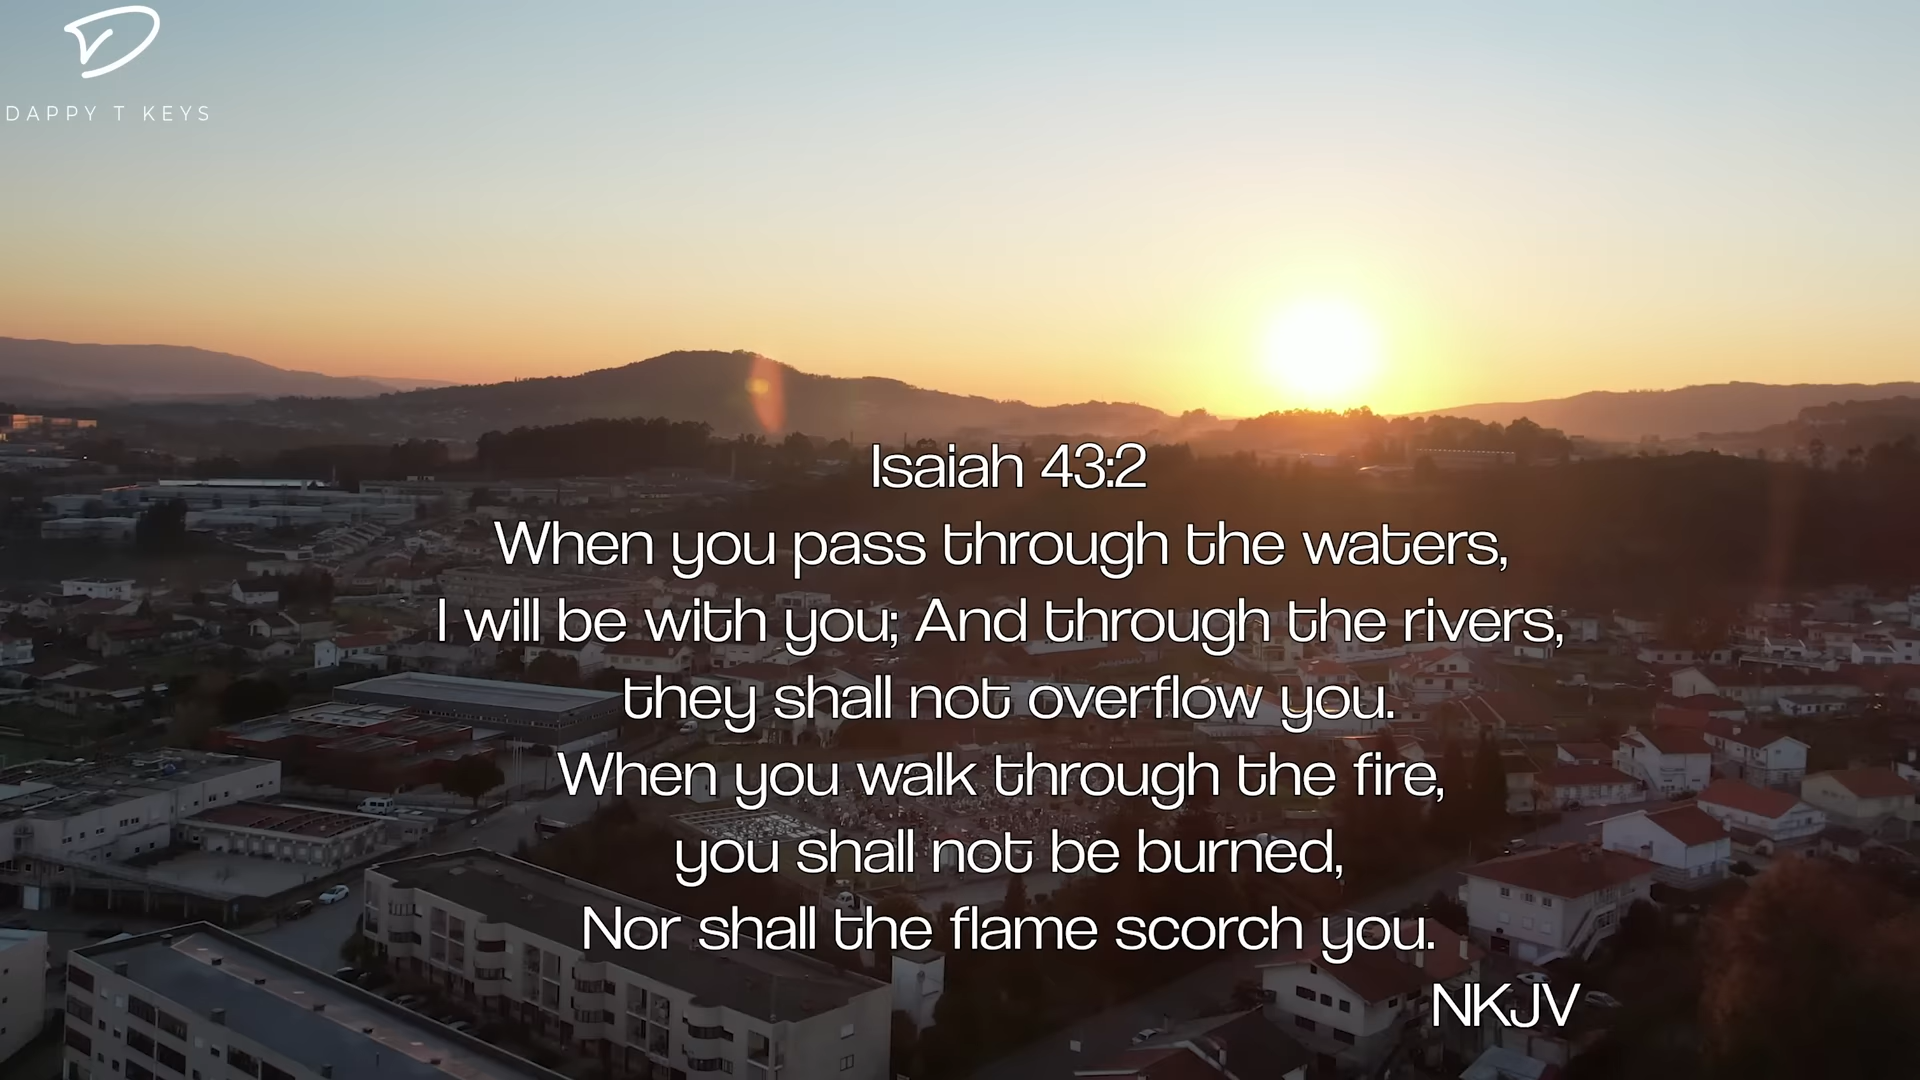 DAPPY T KEYS
Isaiah 43:2
When you pass through the waters,
I will be with you; And through the rivers,
they shall not overflow you.
When you walk through the fire,
you shall not be burned,
Nor shall the flame scorch you.
NKJV